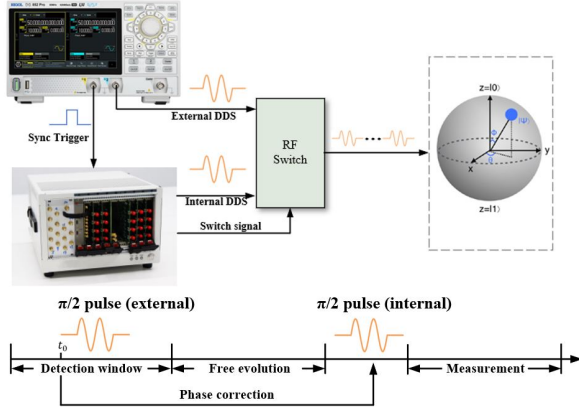 RIGOL
z=|0⟩
Sync Trigger
External DDS
RF
Switch
|Ψ⟩
y
x
θ
Internal DDS
Switch signal
z=|1⟩
π/2 pulse (external)
π/2 pulse (internal)
t₀
Detection window
Free evolution
Measurement
Phase correction